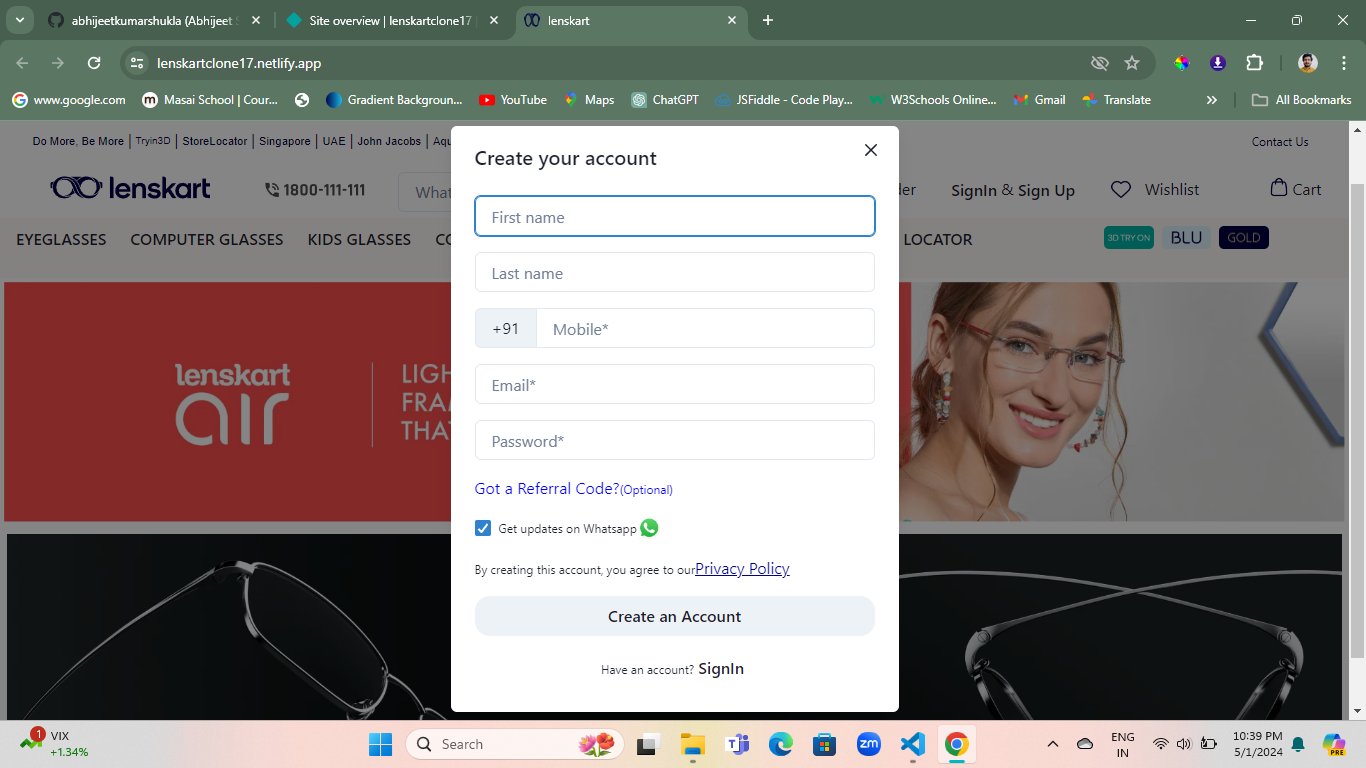 abhijeetkumarshukla (Abhijeet S
Site overview | lenskartclone17
lenskart
lenskartclone17.netlify.app
www.google.com
Masai School | Cour...
Gradient Backgroun...
YouTube
Maps
ChatGPT
JSFiddle - Code Play...
W3Schools Online...
Gmail
Translate
All Bookmarks
Do More, Be More | Tryin3D | StoreLocator | Singapore | UAE | John Jacobs | Aqu
Contact Us
lenskart
1800-111-111
What
der
SignIn & Sign Up
Wishlist
Cart
EYEGLASSES
COMPUTER GLASSES
KIDS GLASSES
CO
LOCATOR
3D TRY ON
BLU
GOLD
lenskart
air
LIGH
FRAM
THAT
Create your account
First name
Last name
+91
Mobile*
Email*
Password*
Got a Referral Code?(Optional)
Get updates on Whatsapp
By creating this account, you agree to our Privacy Policy
Create an Account
Have an account? SignIn
1
VIX
+1.34%
Search
zm
PRE
ENG
IN
10:39 PM
5/1/2024